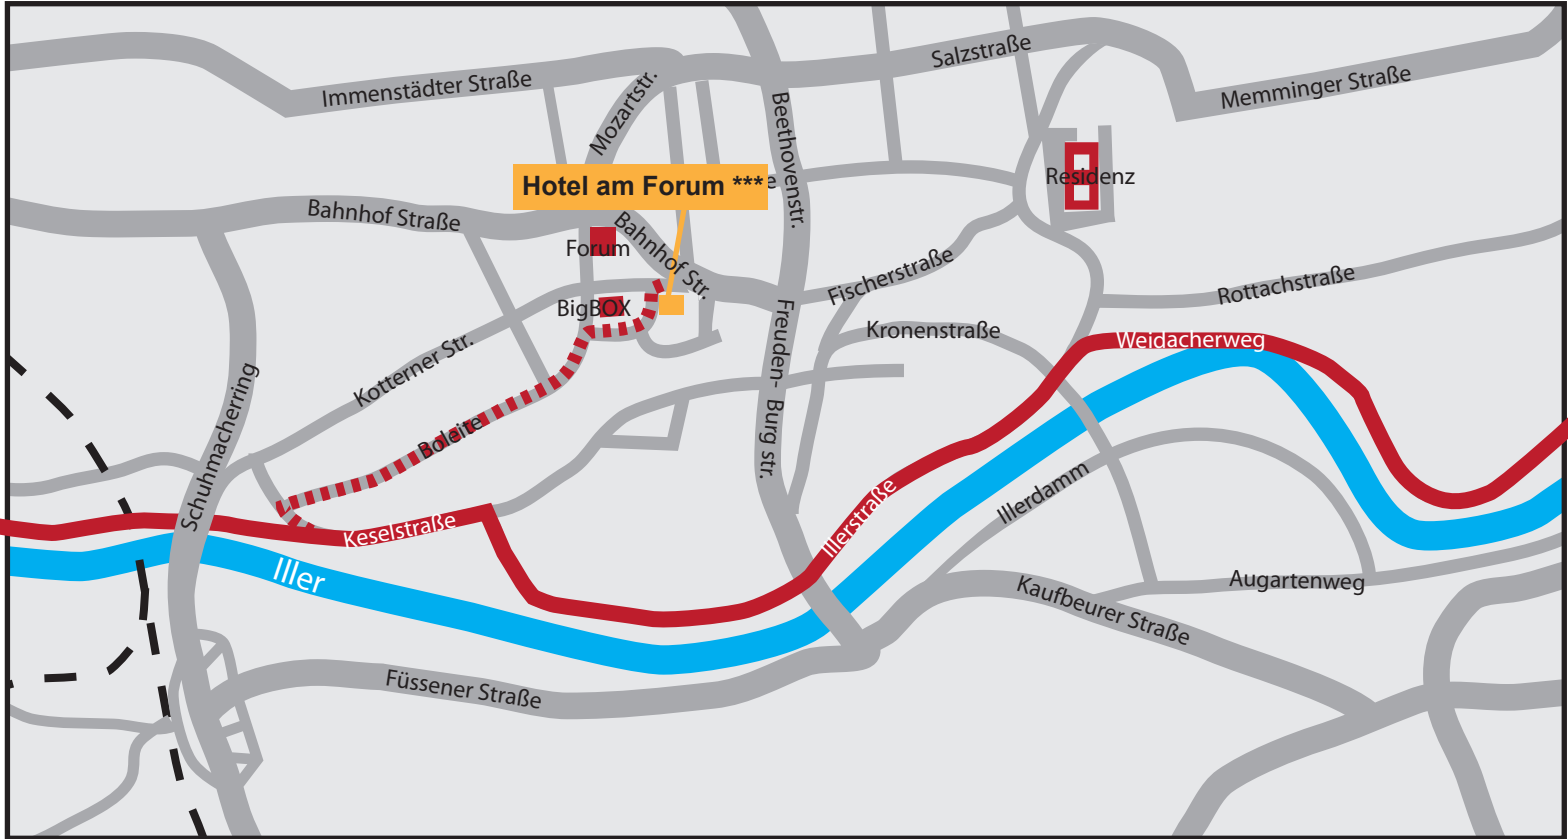 Salzstraße
Immenstädter Straße
Memminger Straße
Mozartstr.
Beethovenstr.
Hotel am Forum ***
Residenz
Bahnhof Straße
Forum
Bahnhof Str.
Fischerstraße
Rottachstraße
BigBOX
Freuden-
Burg str.
Kronenstraße
Weidacherweg
Kotterner Str.
Schuhmacherring
Boleite
Keselstraße
Illerstraße
Illerdamm
Iller
Augartenweg
Kaufbeurer Straße
Füssener Straße